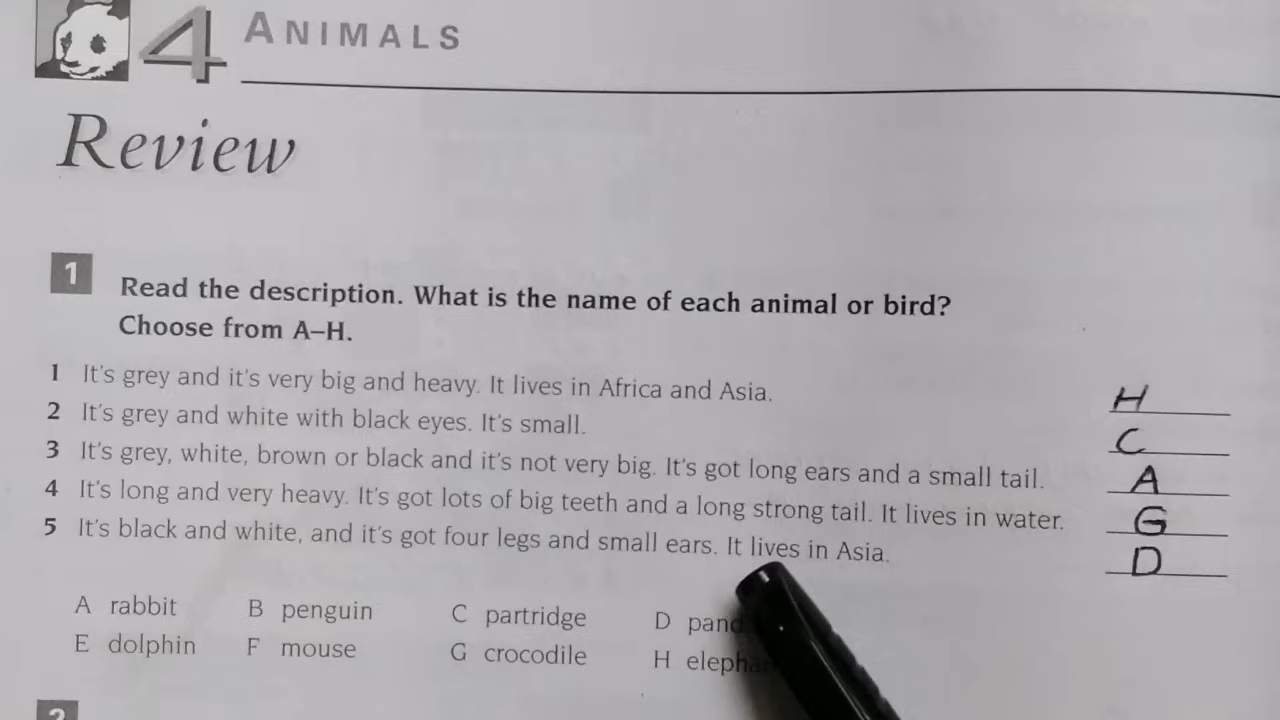 4 ANIMALS
Review
1 Read the description. What is the name of each animal or bird?
Choose from A–H.
1 It's grey and it's very big and heavy. It lives in Africa and Asia. H
2 It's grey and white with black eyes. It's small. C
3 It's grey, white, brown or black and it's not very big. It's got long ears and a small tail. A
4 It's long and very heavy. It's got lots of big teeth and a long strong tail. It lives in water. G
5 It's black and white, and it's got four legs and small ears. It lives in Asia. D
A rabbit B penguin C partridge D
E dolphin F mouse G crocodile H
2